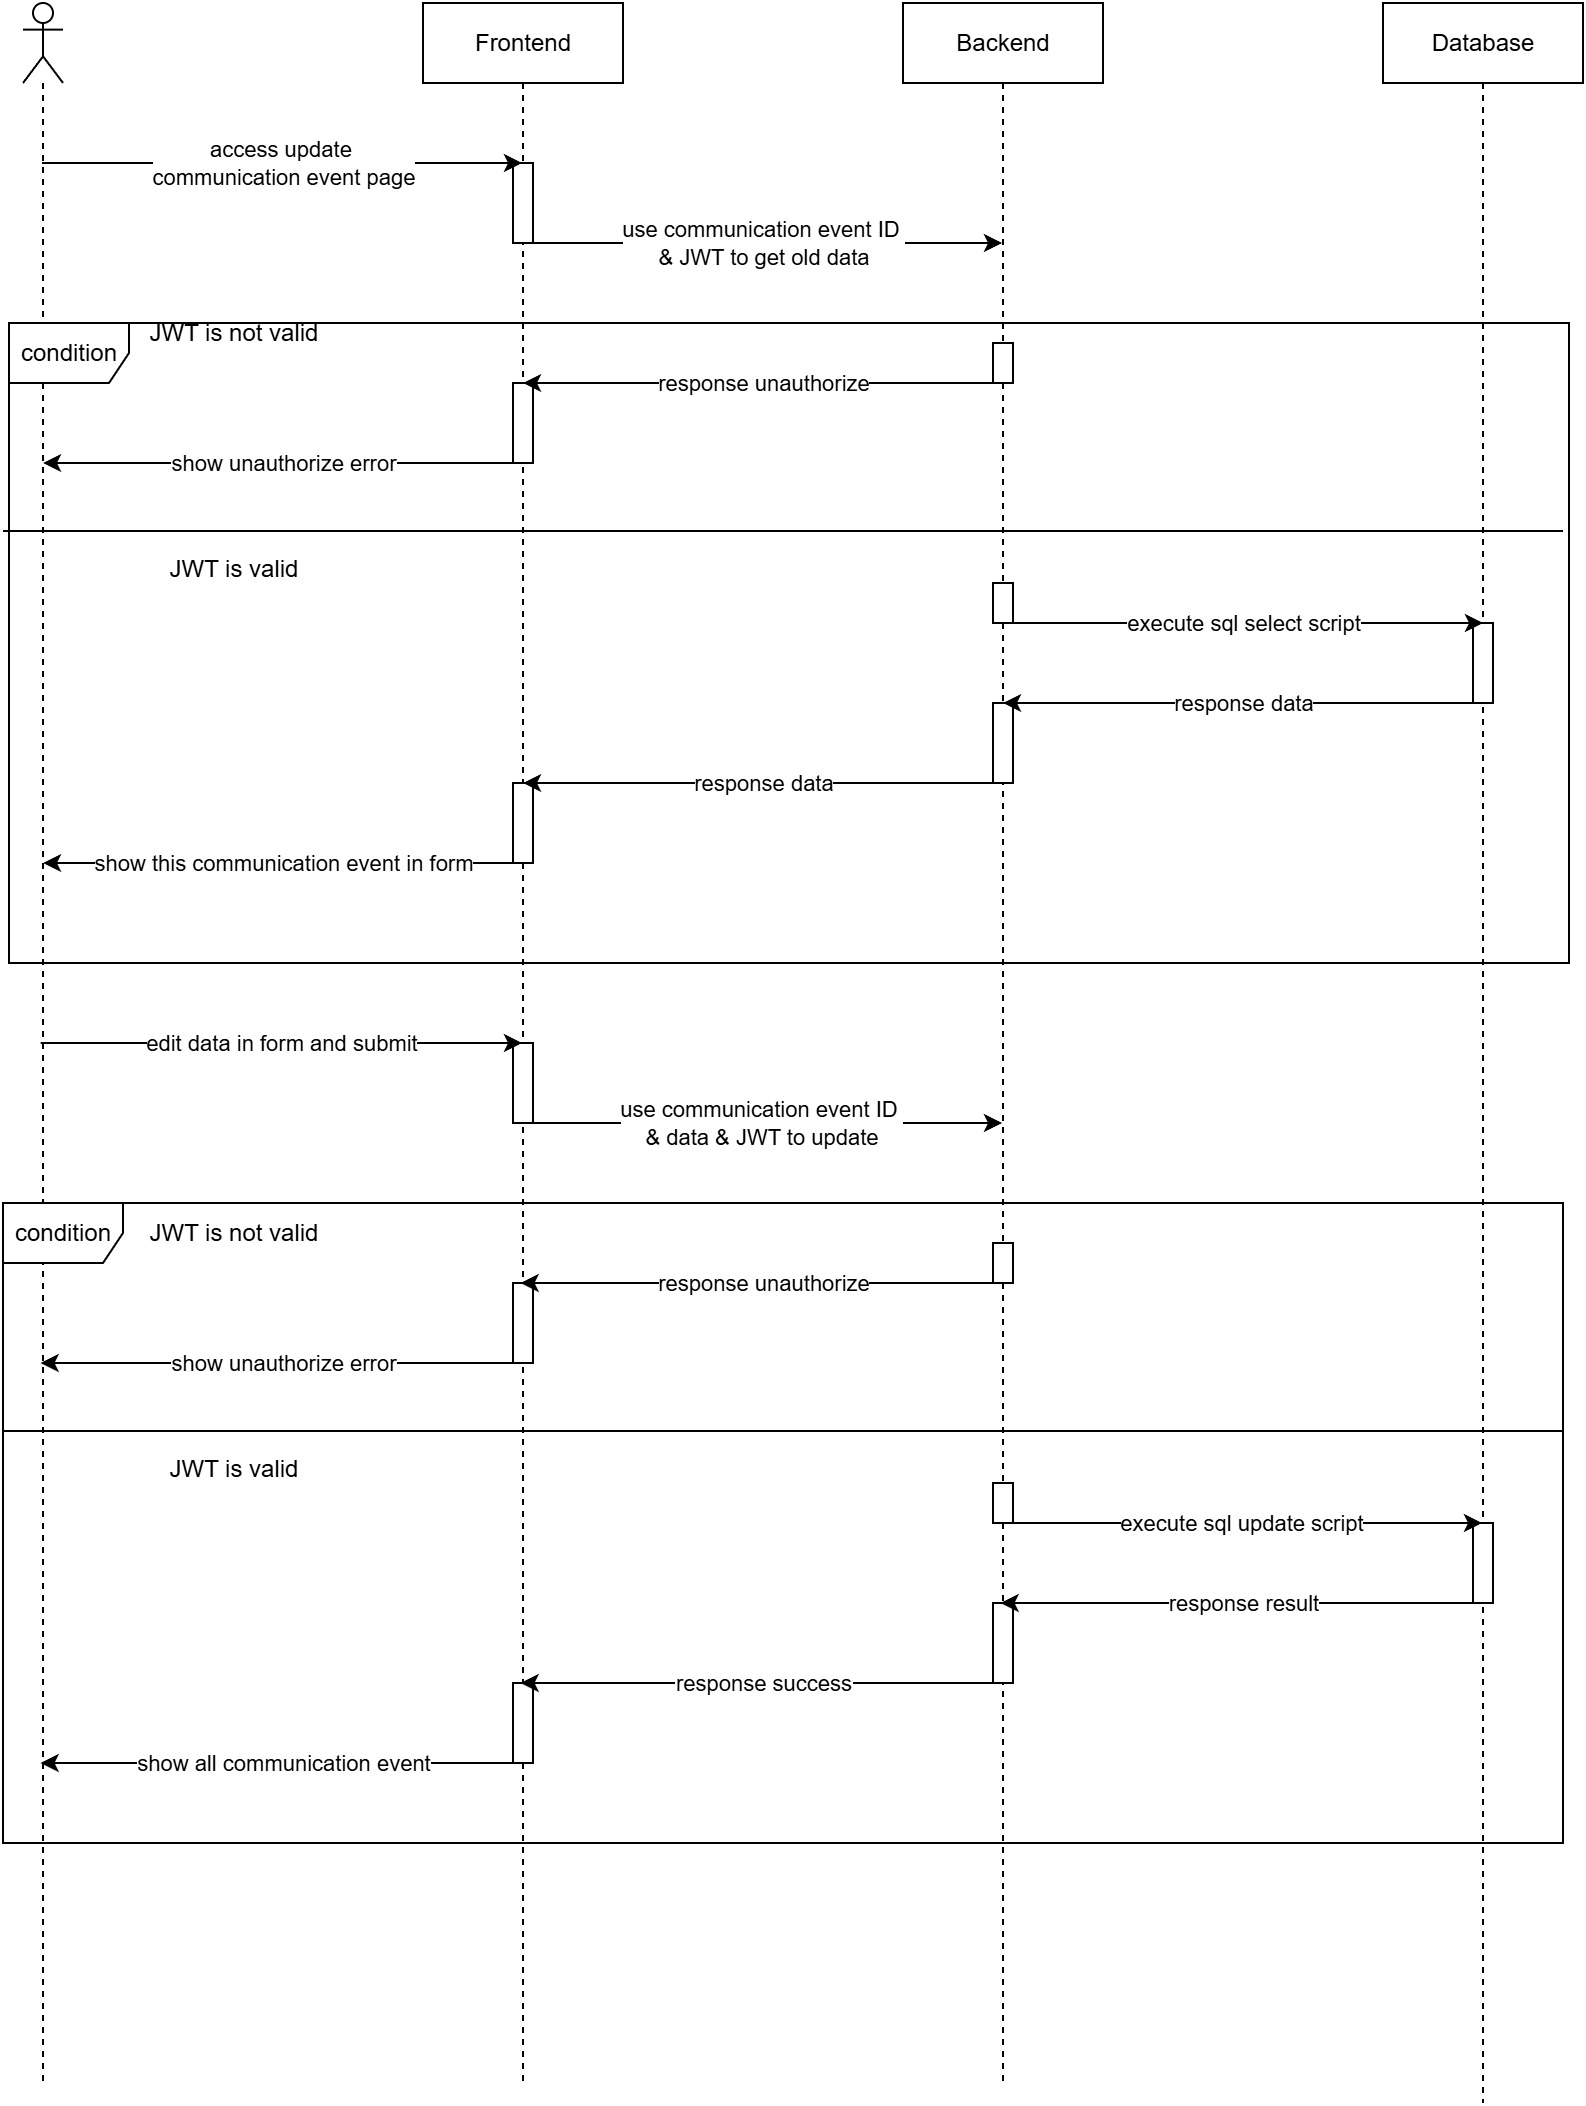 Frontend
Backend
Database
access update
communication event page
use communication event ID
& JWT to get old data
condition
JWT is not valid
response unauthorize
show unauthorize error
JWT is valid
execute sql select script
response data
response data
show this communication event in form
edit data in form and submit
use communication event ID
& data & JWT to update
condition
JWT is not valid
response unauthorize
show unauthorize error
JWT is valid
execute sql update script
response result
response success
show all communication event